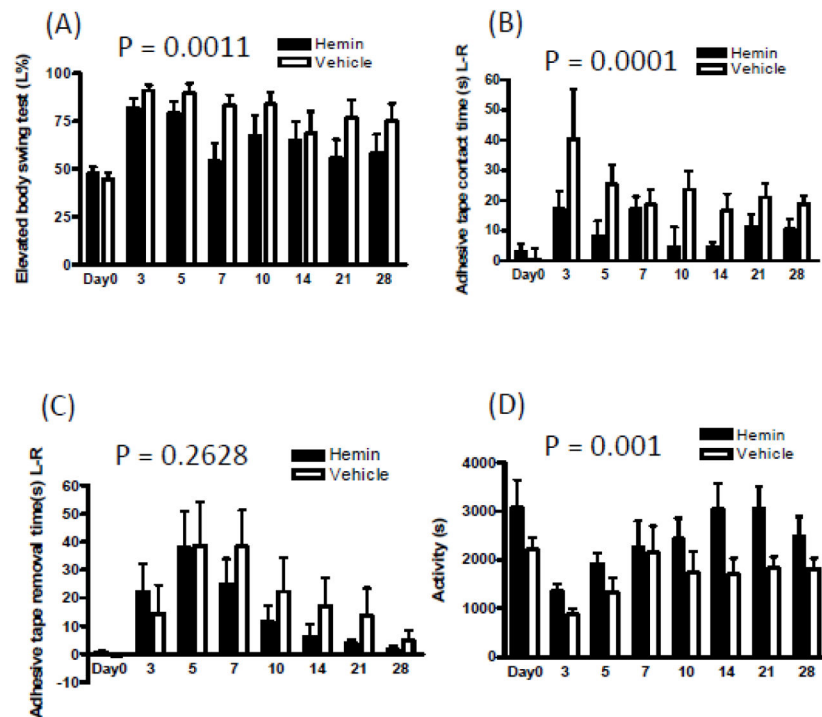 (A)
P = 0.0011
Hemin
Vehicle
Elevated body swing test (L%)
100
75
50
25
0
Day0 3 5 7 10 14 21 28
(B)
P = 0.0001
Hemin
Vehicle
Adhesive tape contact time (s) L-R
60
50
40
30
20
10
0
Day0 3 5 7 10 14 21 28
(C)
P = 0.2628
Hemin
Vehicle
Adhesive tape removal time(s) L-R
60
50
40
30
20
10
0
-10
Day0 3 5 7 10 14 21 28
(D)
P = 0.001
Hemin
Vehicle
Activity (s)
4000
3000
2000
1000
0
Day0 3 5 7 10 14 21 28